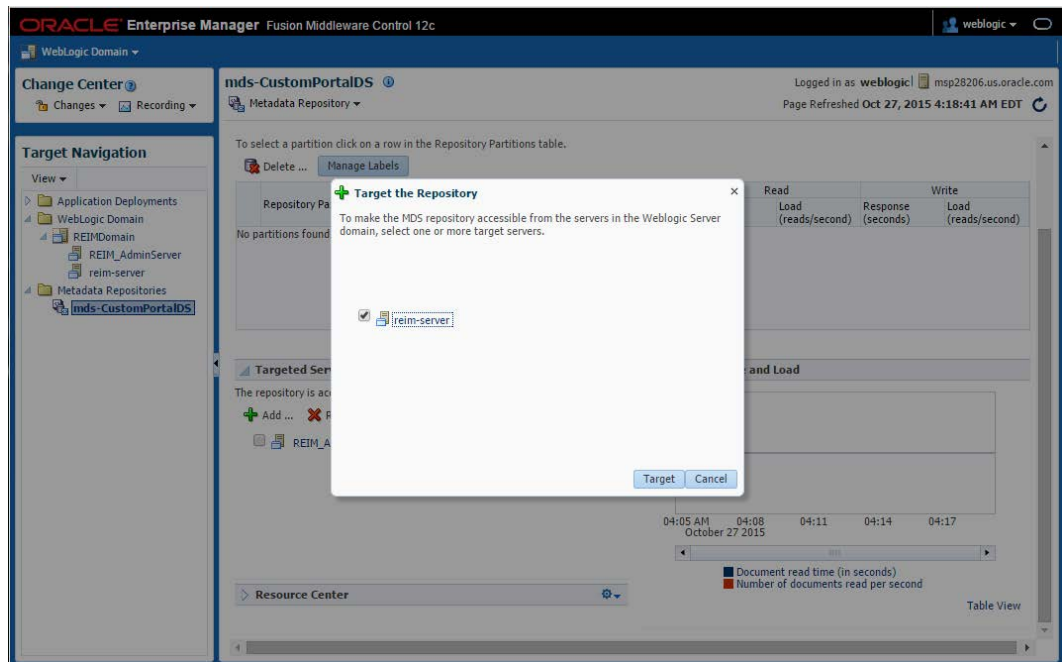 ORACLE Enterprise Manager Fusion Middleware Control 12c
weblogic
WebLogic Domain
Change Center
Changes Recording
mds-CustomPortalDS
Metadata Repository
Logged in as weblogic msp28206.us.oracle.com
Page Refreshed Oct 27, 2015 4:18:41 AM EDT
Target Navigation
View
Application Deployments
WebLogic Domain
REIMDomain
REIM_AdminServer
reim-server
Metadata Repositories
mds-CustomPortalDS
To select a partition click on a row in the Repository Partitions table.
Delete ... Manage Labels
Repository Pa
Read Write
Load (reads/second)
Response (seconds)
Load (reads/second)
No partitions found
Target the Repository
To make the MDS repository accessible from the servers in the Weblogic Server
domain, select one or more target servers.
reim-server
Target Cancel
Targeted Ser
The repository is ac
Add ... R
REIM_A
and Load
04:05 AM 04:08 04:11 04:14 04:17
October 27 2015
Document read time (in seconds)
Number of documents read per second
Table View
Resource Center